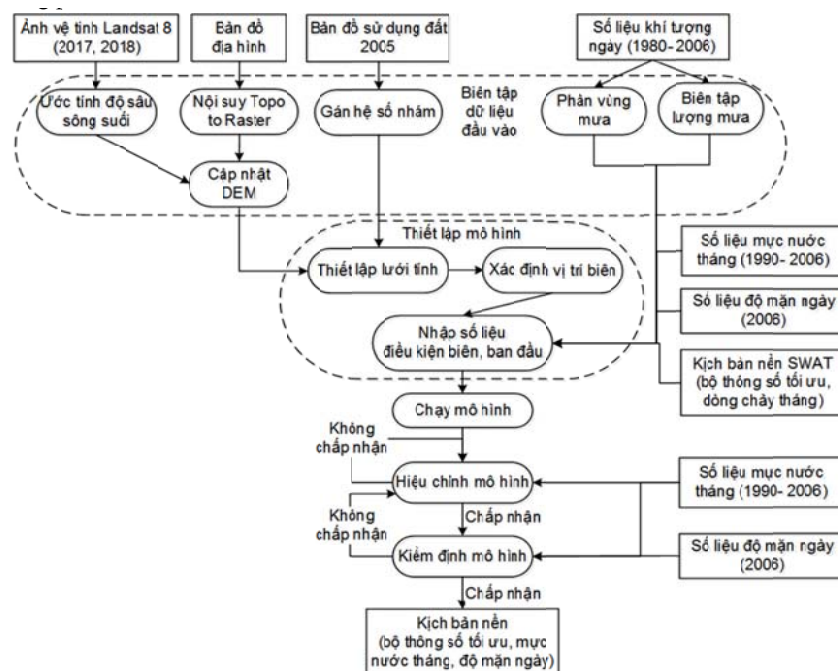 Ảnh vệ tinh Landsat 8
(2017, 2018)
Bản đồ
địa hình
Bản đồ sử dụng đất
2005
Số liệu khí tượng
ngày (1980- 2006)
Ước tính độ sâu
sông suối
Nội suy Topo
to Raster
Gán hệ số nhám
Biên tập
dữ liệu
đầu vào
Phân vùng
mưa
Biên tập
lượng mưa
Cập nhật
DEM
Thiết lập mô hình
Thiết lập lưới tính
Xác định vị trí biên
Số liệu mực nước
tháng (1990- 2006)
Số liệu độ mặn ngày
(2006)
Nhập số liệu
điều kiện biên, ban đầu
Kịch bản nền SWAT
(bộ thông số tối ưu,
dòng chảy tháng)
Chạy mô hình
Không
chấp nhận
Hiệu chỉnh mô hình
Số liệu mực nước
tháng (1990- 2006)
Chấp nhận
Không
chấp nhận
Kiểm định mô hình
Số liệu độ mặn ngày
(2006)
Chấp nhận
Kịch bản nền
(bộ thông số tối ưu, mực
nước tháng, độ mặn ngày)